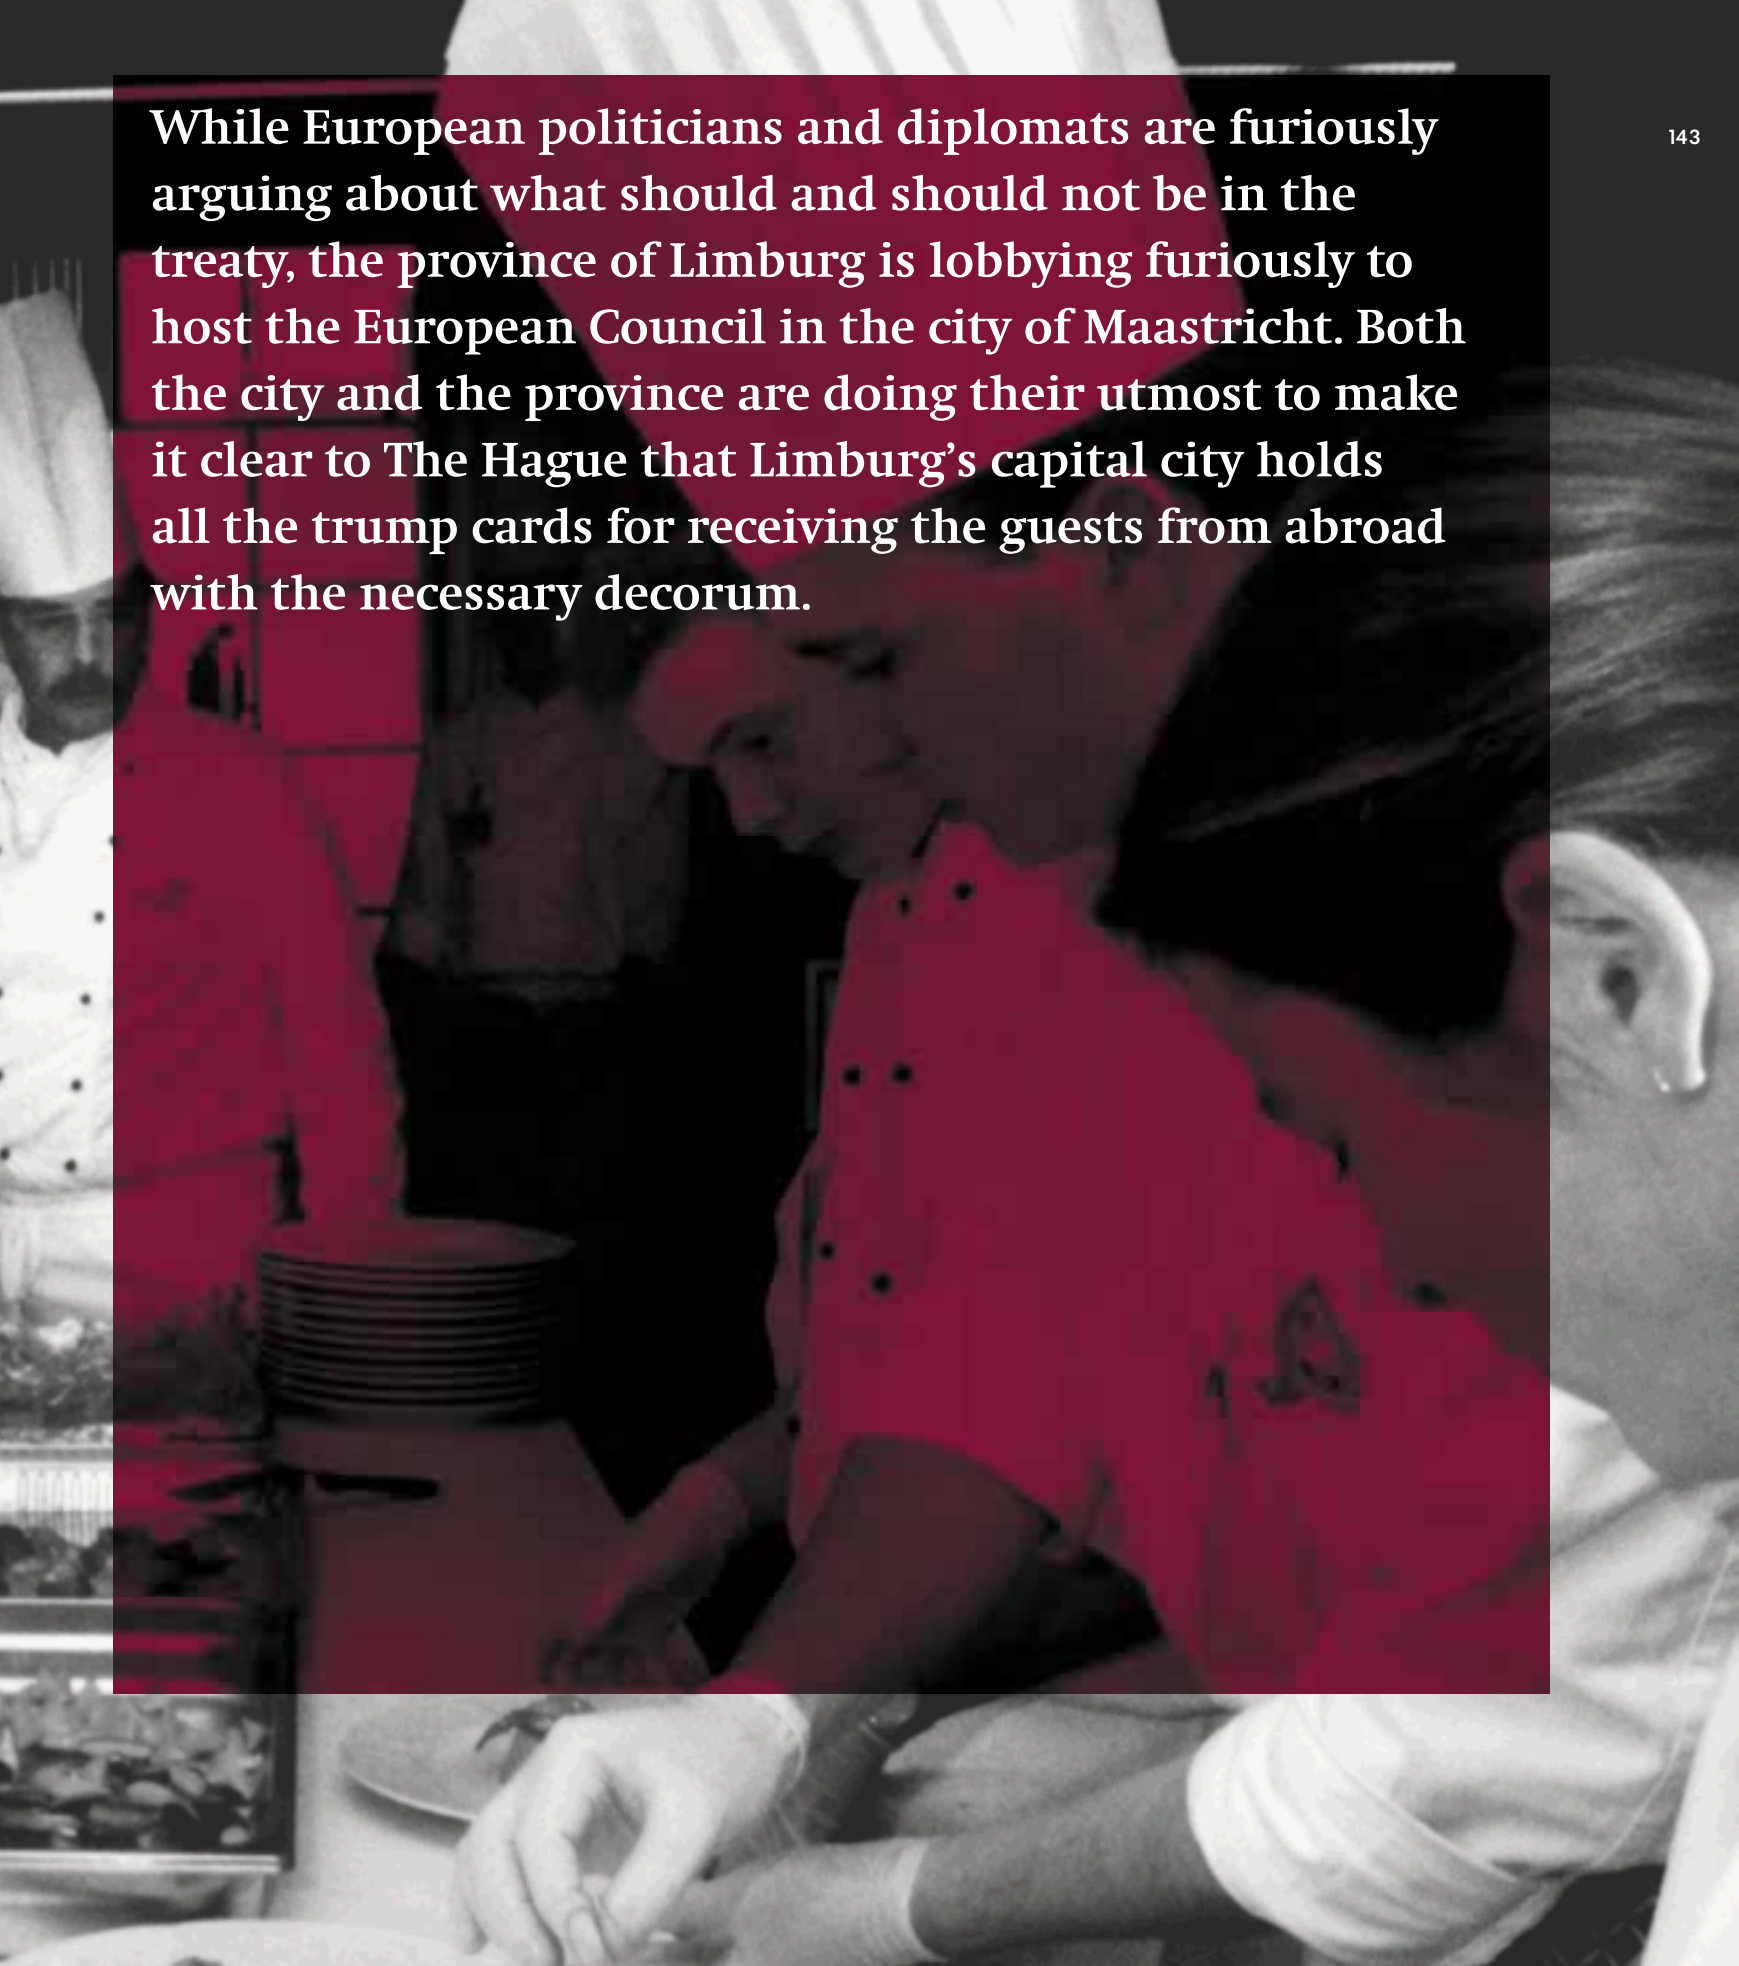 While European politicians and diplomats are furiously
143
arguing about what should and should not be in the
treaty, the province of Limburg is lobbying furiously to
host the European Council in the city of Maastricht. Both
the city and the province are doing their utmost to make
it clear to The Hague that Limburg’s capital city holds
all the trump cards for receiving the guests from abroad
with the necessary decorum.